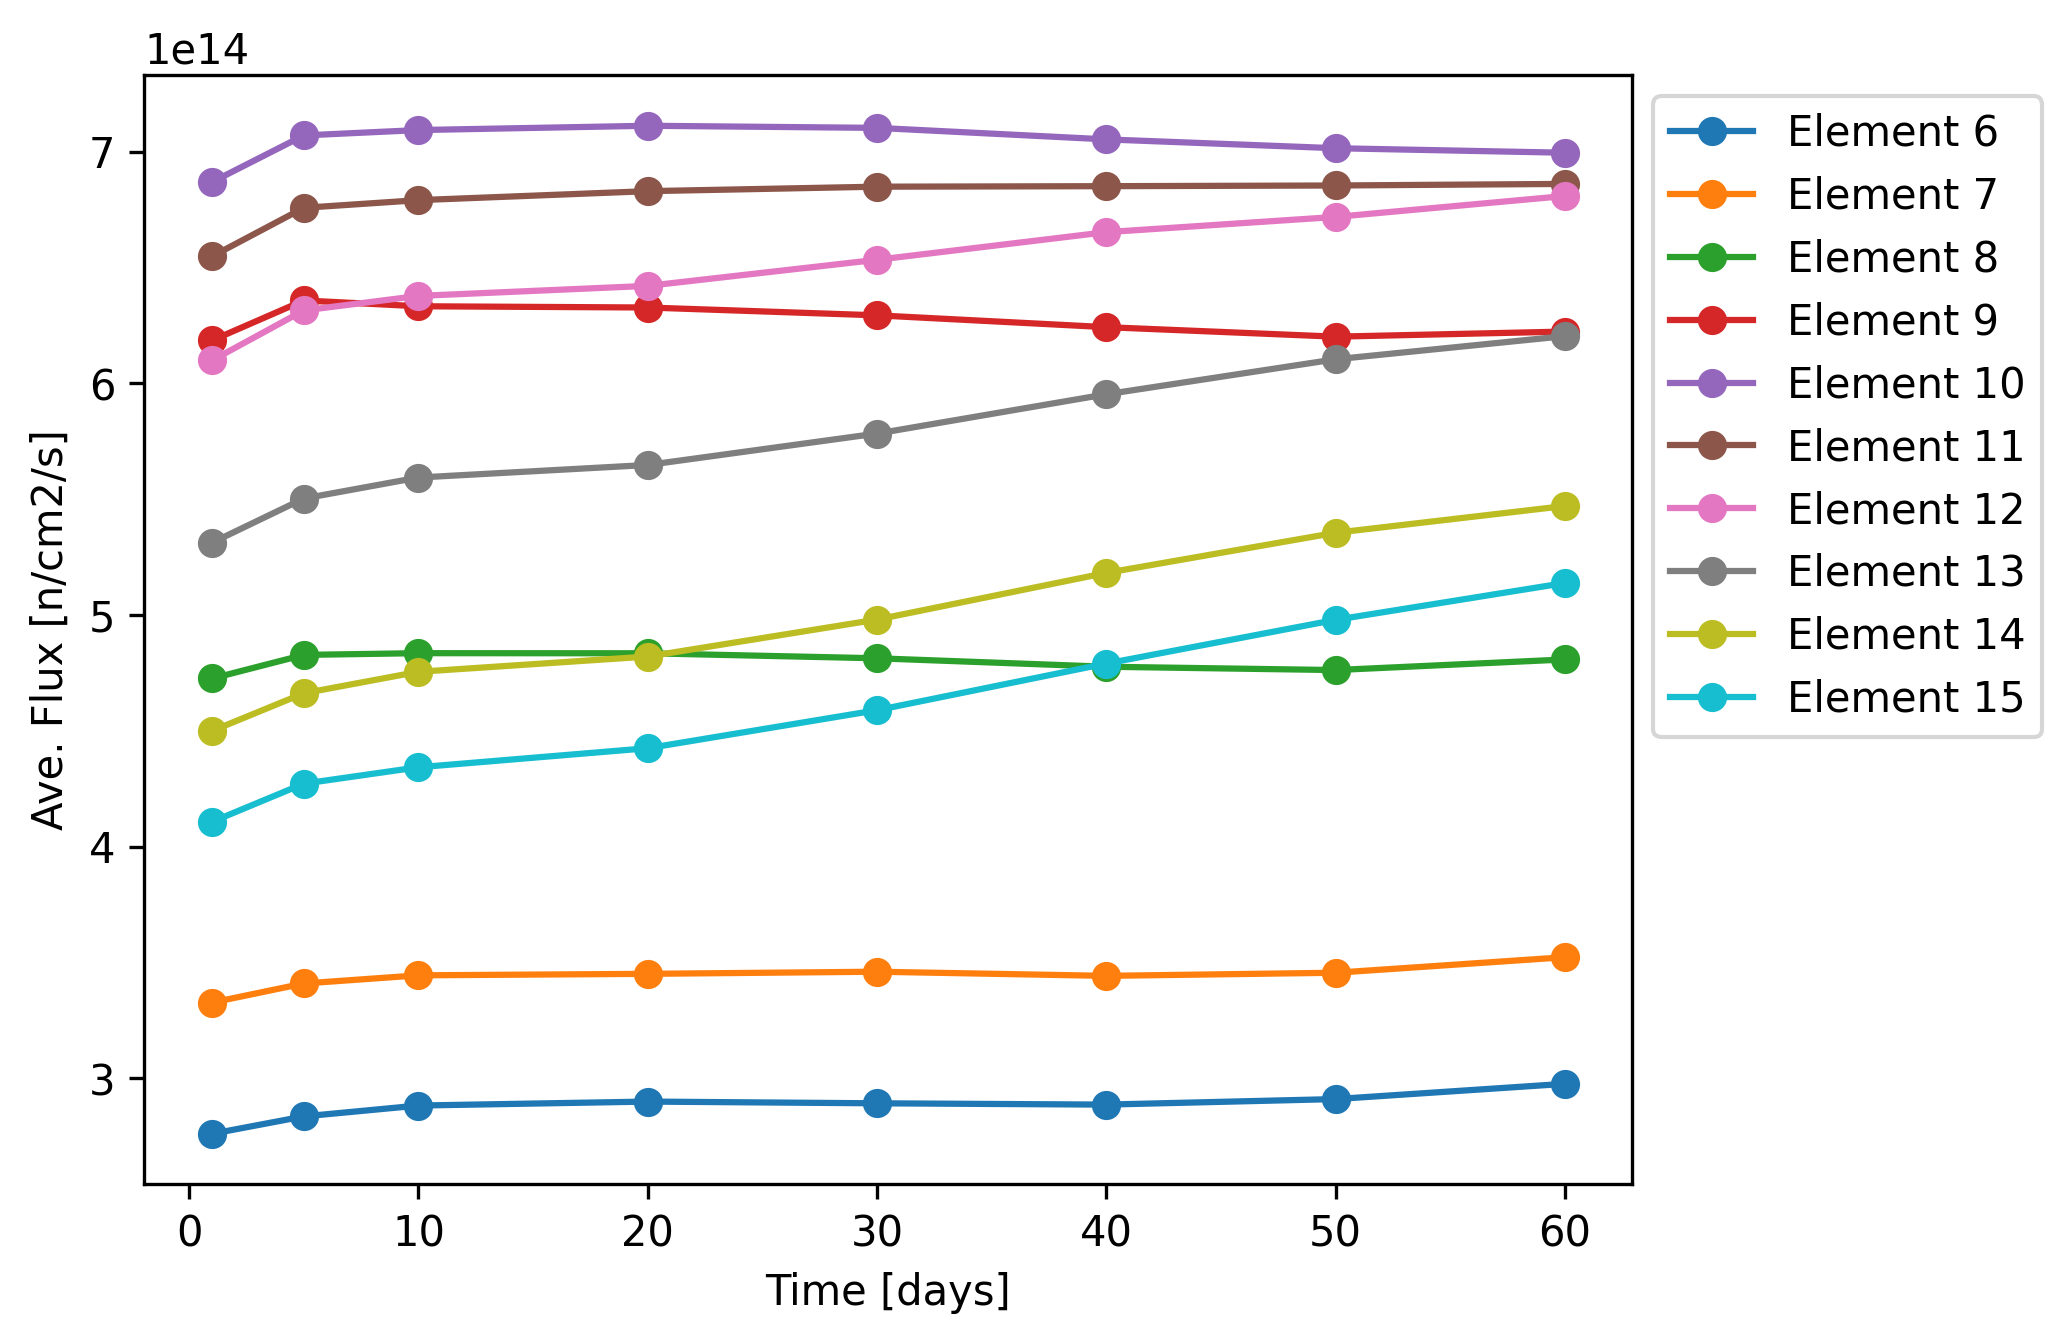 1e14
7
6
5
4
3
Ave. Flux [n/cm2/s]
0 10 20 30 40 50 60
Time [days]
Element 6
Element 7
Element 8
Element 9
Element 10
Element 11
Element 12
Element 13
Element 14
Element 15